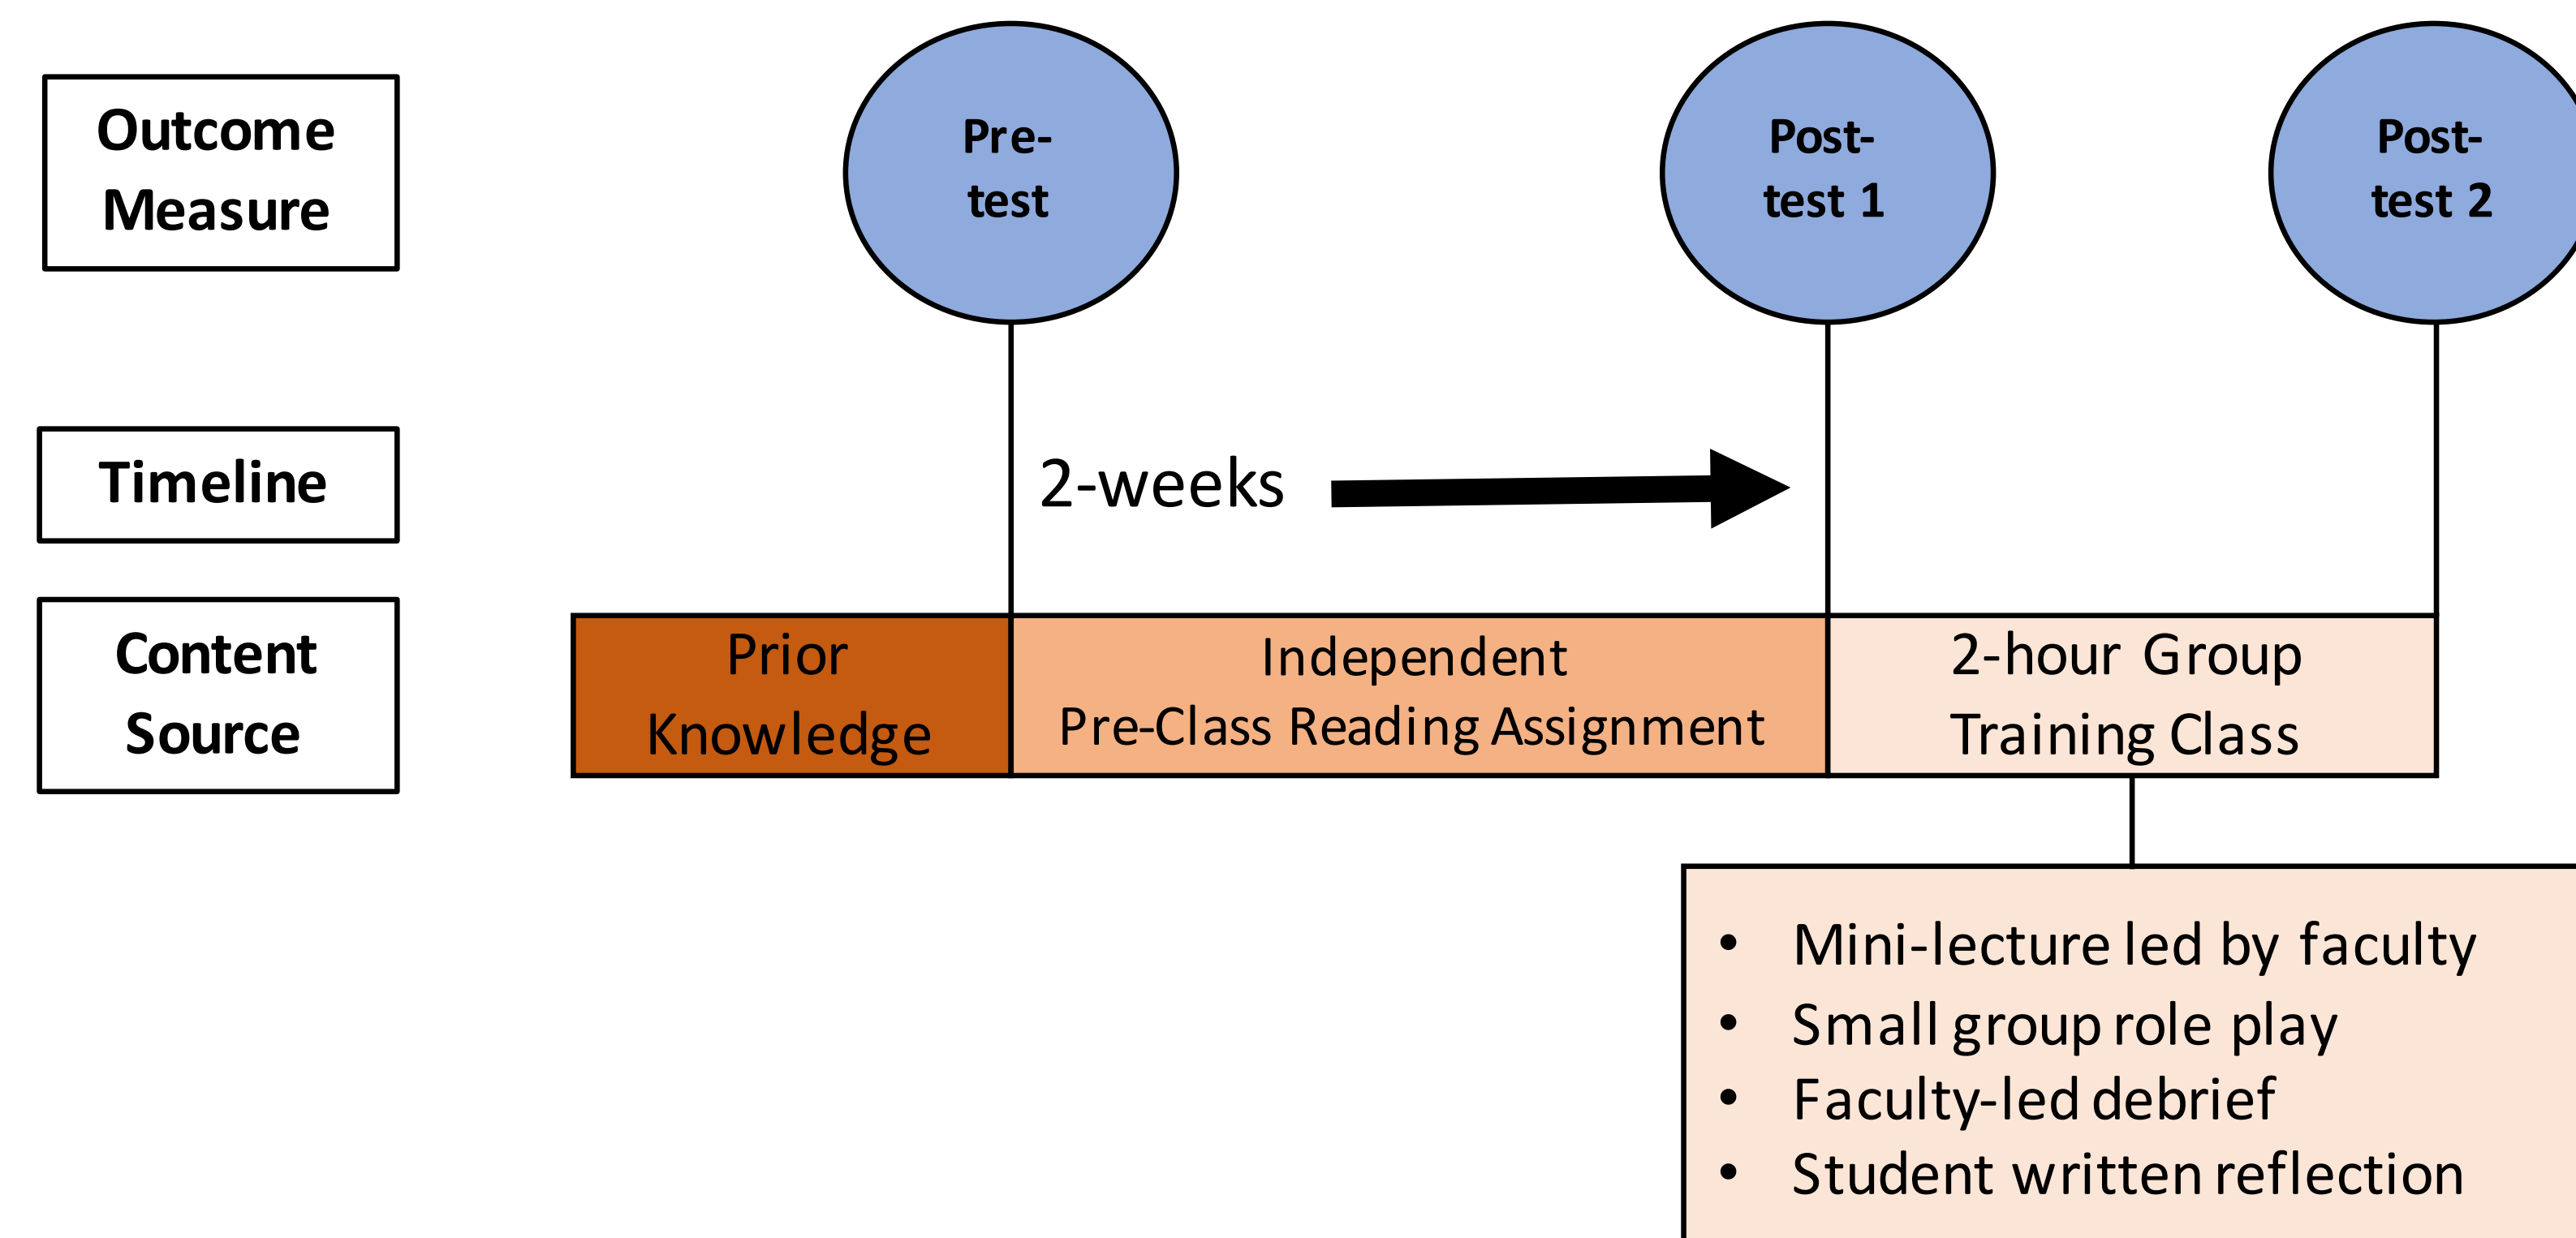 Outcome
Measure
Pre-
test
Post-
test 1
Post-
test 2
Timeline
2-weeks
Content
Source
Prior
Knowledge
Independent
Pre-Class Reading Assignment
2-hour Group
Training Class
• Mini-lecture led by faculty
• Small group role play
• Faculty-led debrief
• Student written reflection